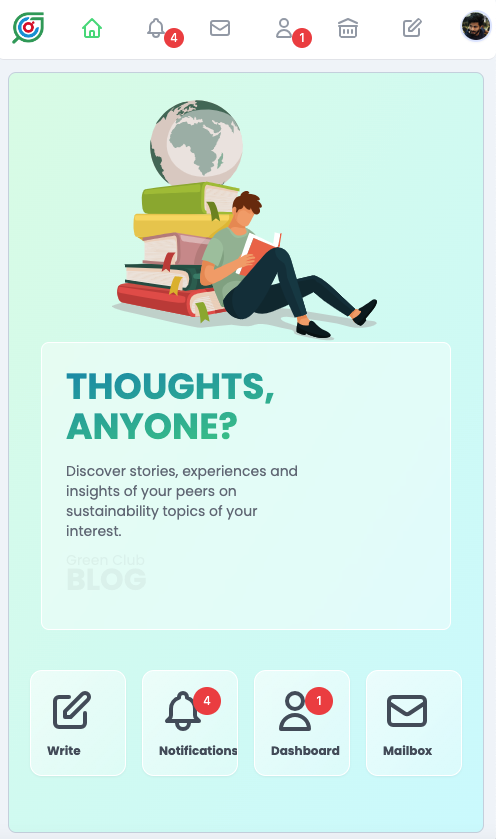 4
1
THOUGHTS,
ANYONE?
Discover stories, experiences and
insights of your peers on
sustainability topics of your
interest.
Green Club
BLOG
4
1
Write
Notifications
Dashboard
Mailbox